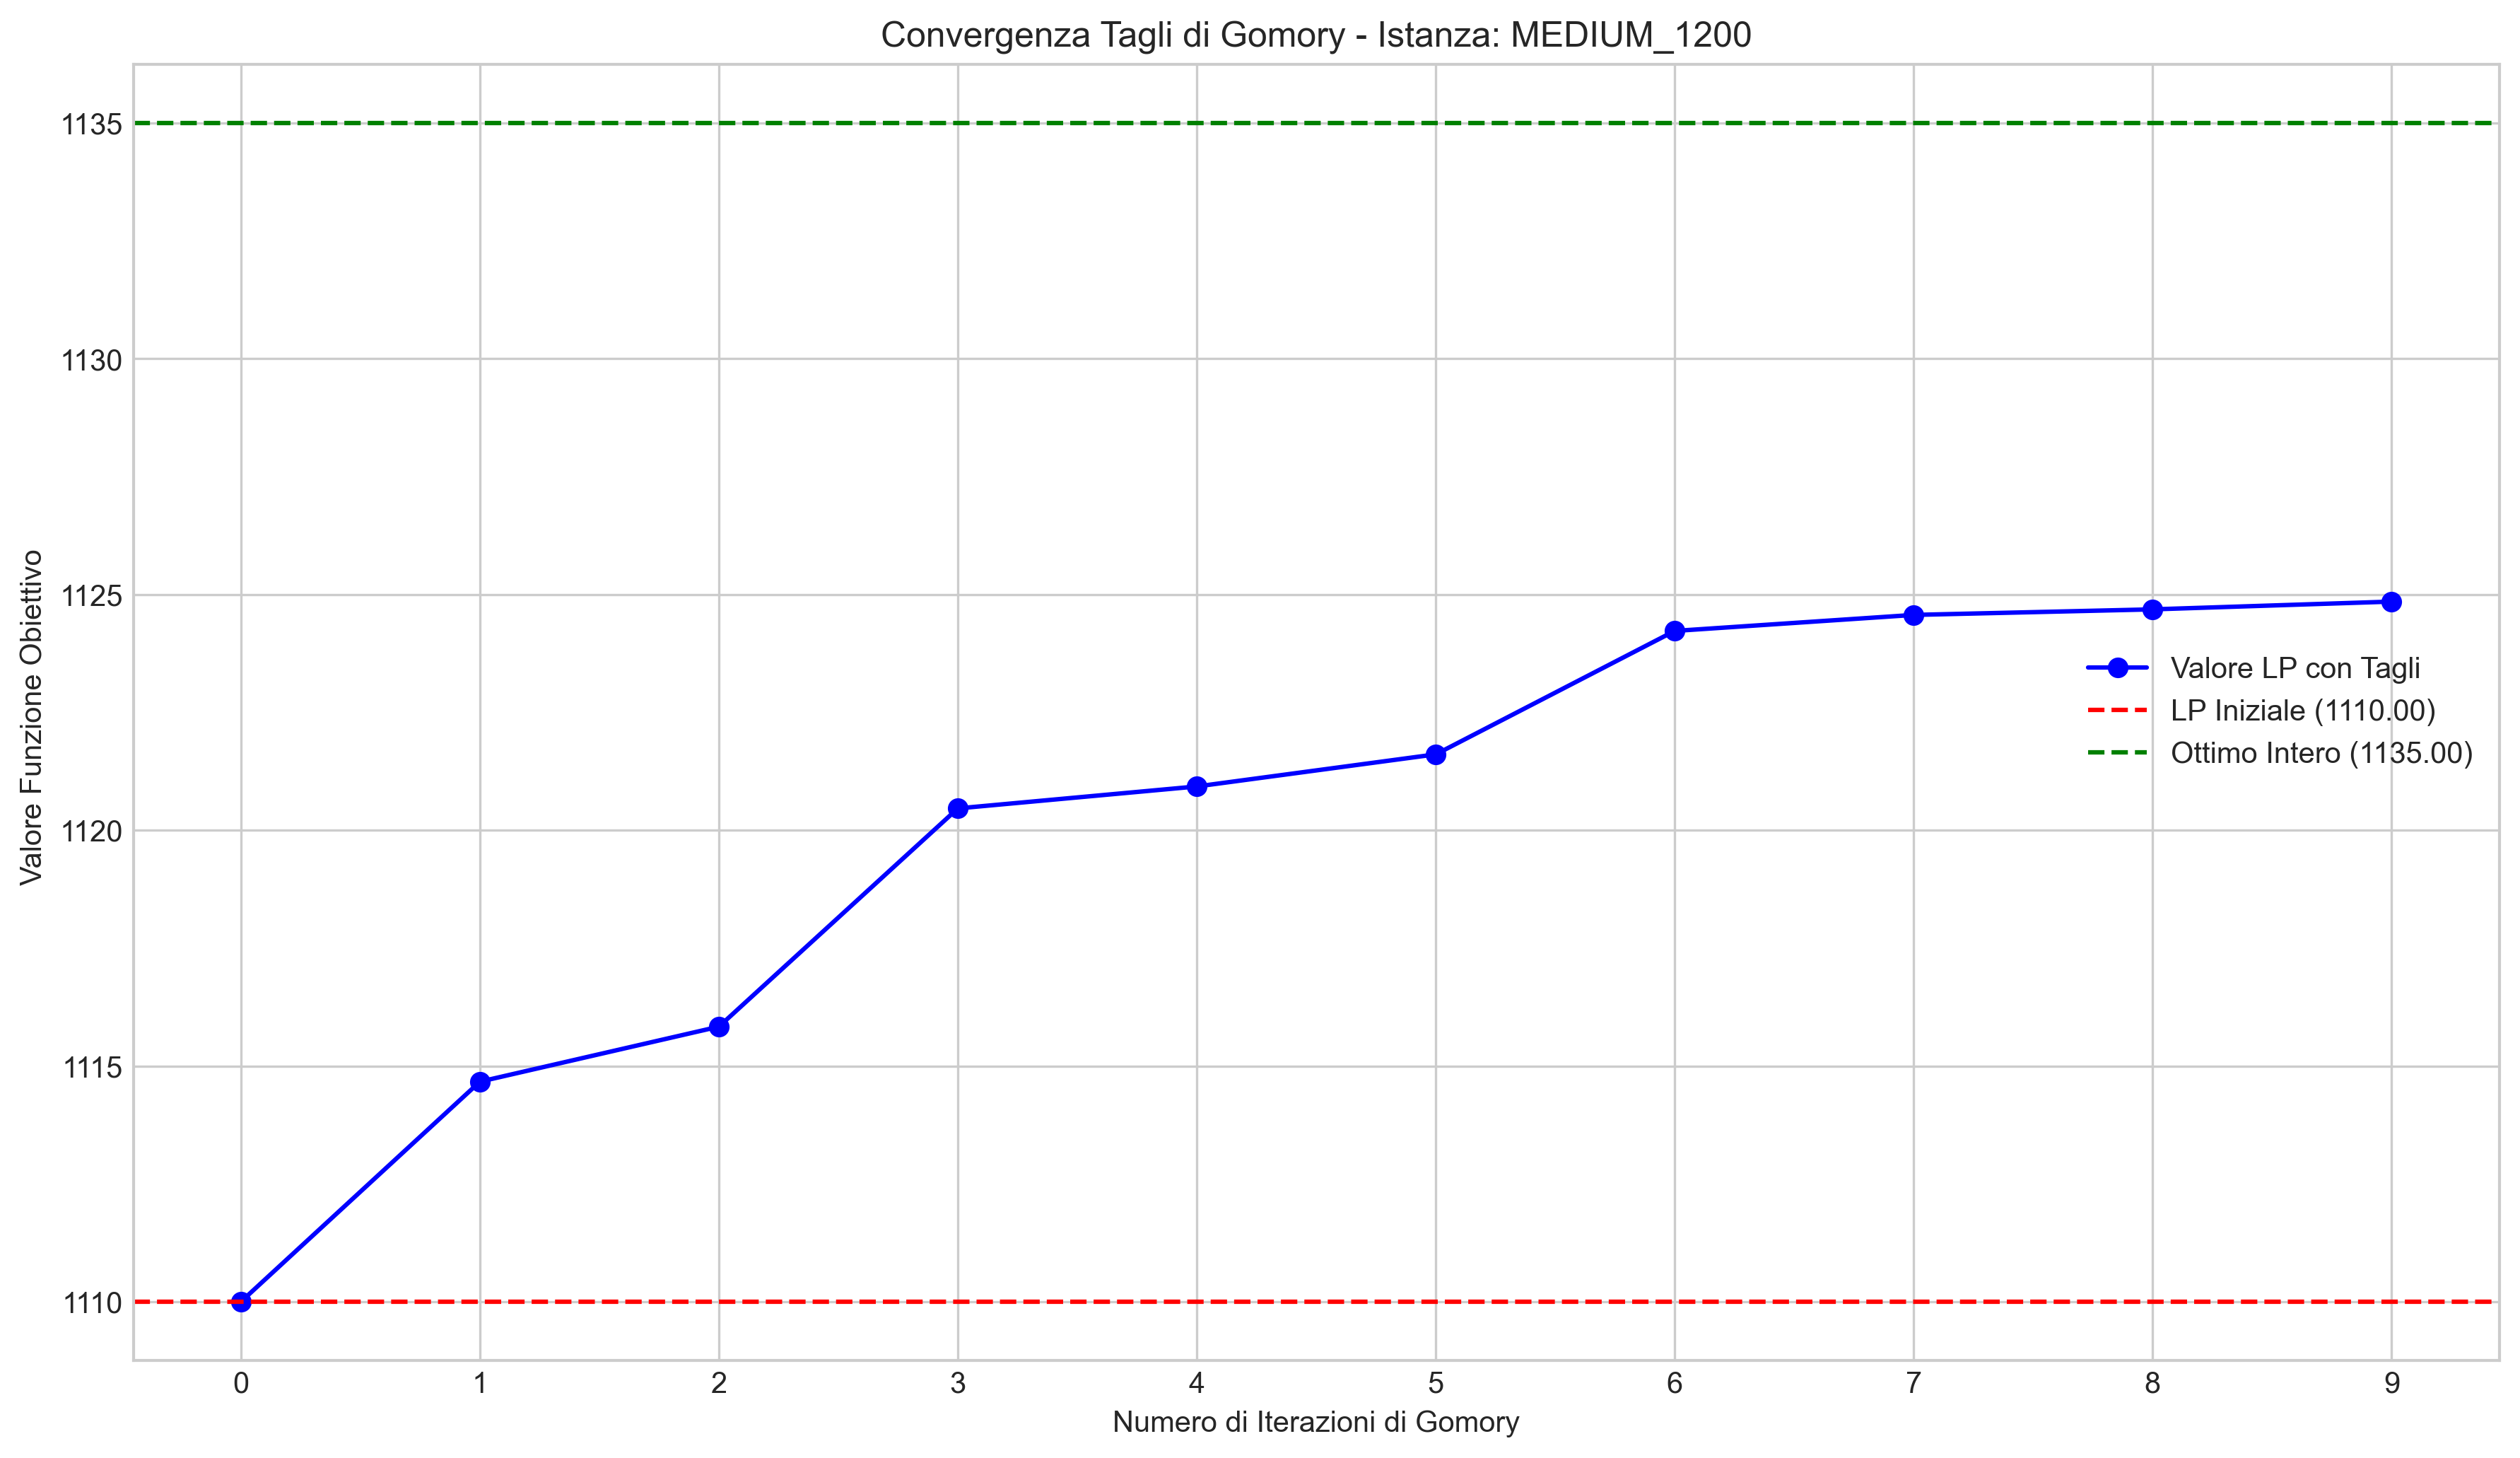 Convergenza Tagli di Gomory - Istanza: MEDIUM_1200
Valore Funzione Obiettivo
1135
1130
1125
1120
1115
1110
Valore LP con Tagli
LP Iniziale (1110.00)
Ottimo Intero (1135.00)
0 1 2 3 4 5 6 7 8 9
Numero di Iterazioni di Gomory